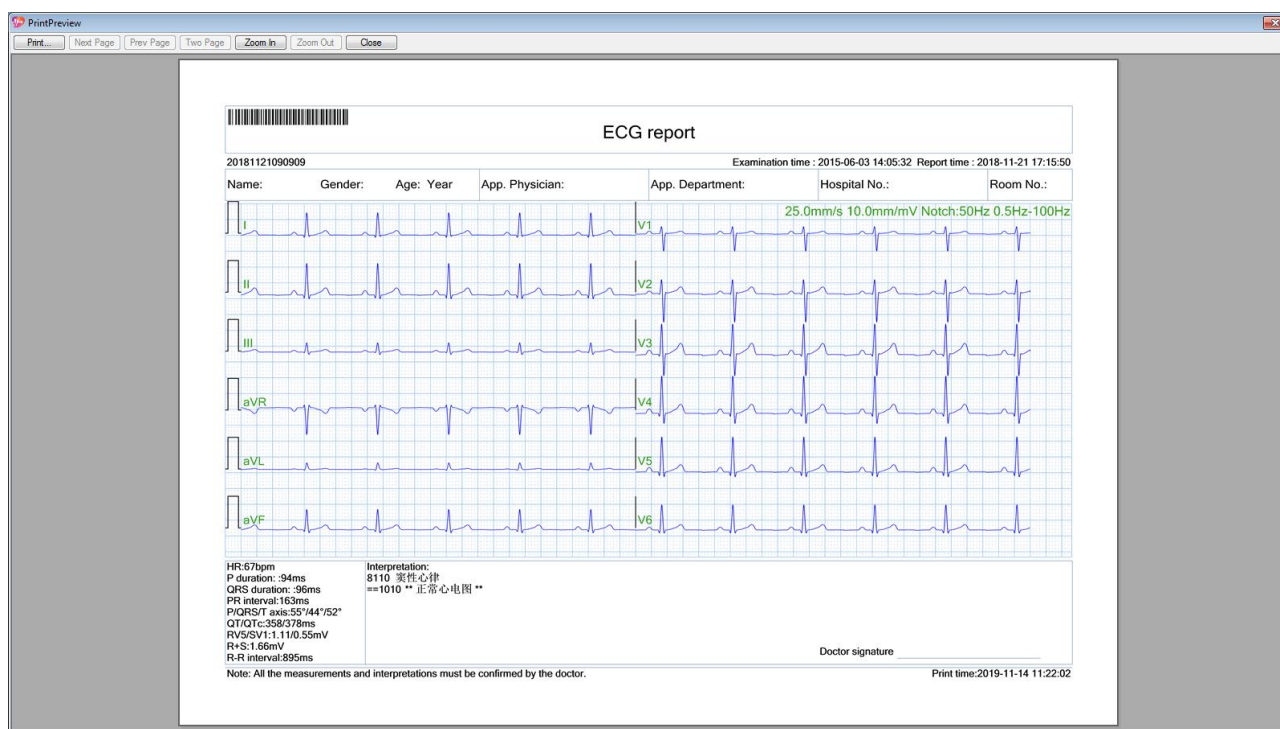 PrintPreview
Print... Next Page Prev Page Two Page Zoom In Zoom Out Close
ECG report
20181121090909 Examination time : 2015-06-03 14:05:32 Report time : 2018-11-21 17:15:50
Name: Gender: Age: Year App. Physician: App. Department: Hospital No.: Room No.:
25.0mm/s 10.0mm/mV Notch:50Hz 0.5Hz-100Hz
I V1
II V2
III V3
aVR V4
aVL V5
aVF V6
HR:67bpm
P duration: :94ms
QRS duration: :96ms
PR interval:163ms
P/QRS/T axis:55°/44°/52°
QT/QTc:358/378ms
RV5/SV1:1.11/0.55mV
R+S:1.66mV
R-R interval:895ms
Interpretation:
8110 窦性心律
==1010 ** 正常心电图 **
Doctor signature
Note: All the measurements and interpretations must be confirmed by the doctor. Print time:2019-11-14 11:22:02